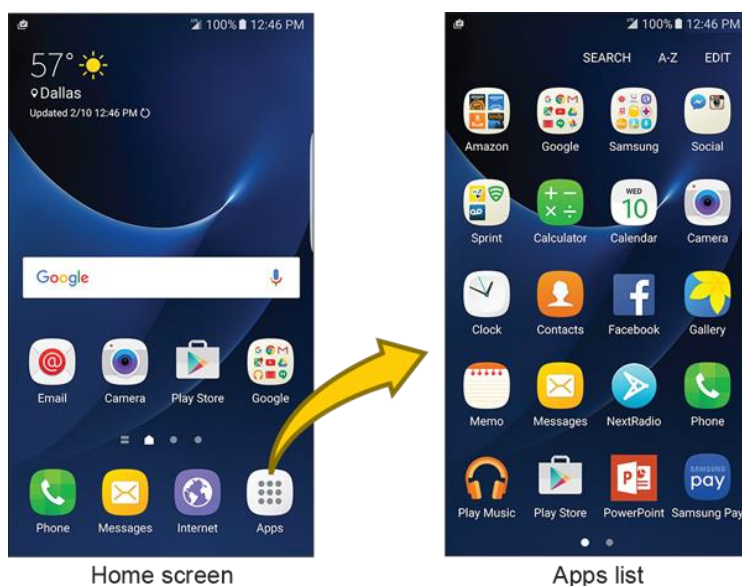 100% 12:46 PM
57°
Dallas
Updated 2/10 12:46 PM
Google
Email Camera Play Store Google
Phone Messages Internet Apps
Home screen
100% 12:46 PM
SEARCH A-Z EDIT
Amazon Google Samsung Social
WED
10
Sprint Calculator Calendar Camera
Clock Contacts Facebook Gallery
Memo Messages NextRadio Phone
SAMSUNG
pay
Play Music Play Store PowerPoint Samsung Pay
Apps list